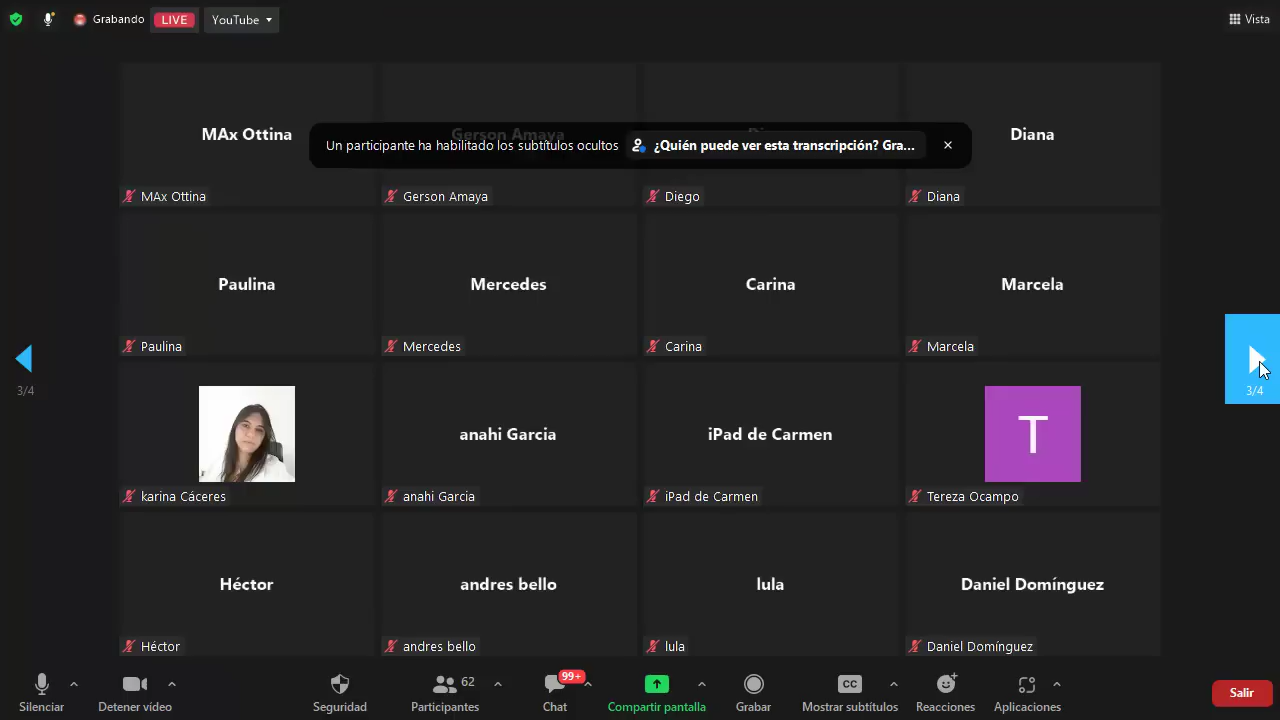 Grabando
LIVE
YouTube
Vista
MAx Ottina
Gerson Amaya
Diana
Un participante ha habilitado los subtítulos ocultos
¿Quién puede ver esta transcripción? Gra...
MAx Ottina
Gerson Amaya
Diego
Diana
Paulina
Mercedes
Carina
Marcela
Paulina
Mercedes
Carina
Marcela
3/4
3/4
anahi Garcia
iPad de Carmen
T
karina Cáceres
anahi Garcia
iPad de Carmen
Tereza Ocampo
Héctor
andres bello
lula
Daniel Domínguez
Héctor
andres bello
lula
Daniel Domínguez
62
99+
CC
Silenciar
Detener vídeo
Seguridad
Participantes
Chat
Compartir pantalla
Grabar
Mostrar subtítulos
Reacciones
Aplicaciones
Salir